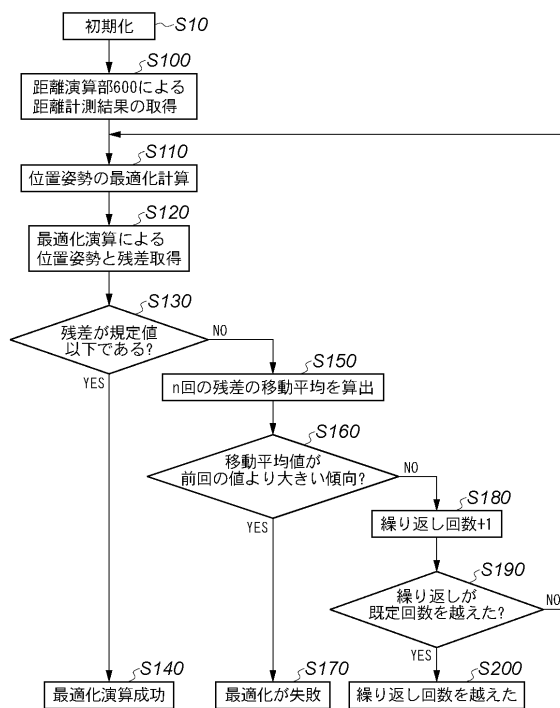 初期化
S10
S100
距離演算部600による
距離計測結果の取得
S110
位置姿勢の最適化計算
S120
最適化演算による
位置姿勢と残差取得
S130
残差が規定値
以下である?
NO
YES
S150
n回の残差の移動平均を算出
S160
移動平均値が
前回の値より大きい傾向?
NO
YES
S180
繰り返し回数+1
S190
繰り返しが
既定回数を越えた?
NO
YES
S140
最適化演算成功
S170
最適化が失敗
S200
繰り返し回数を越えた